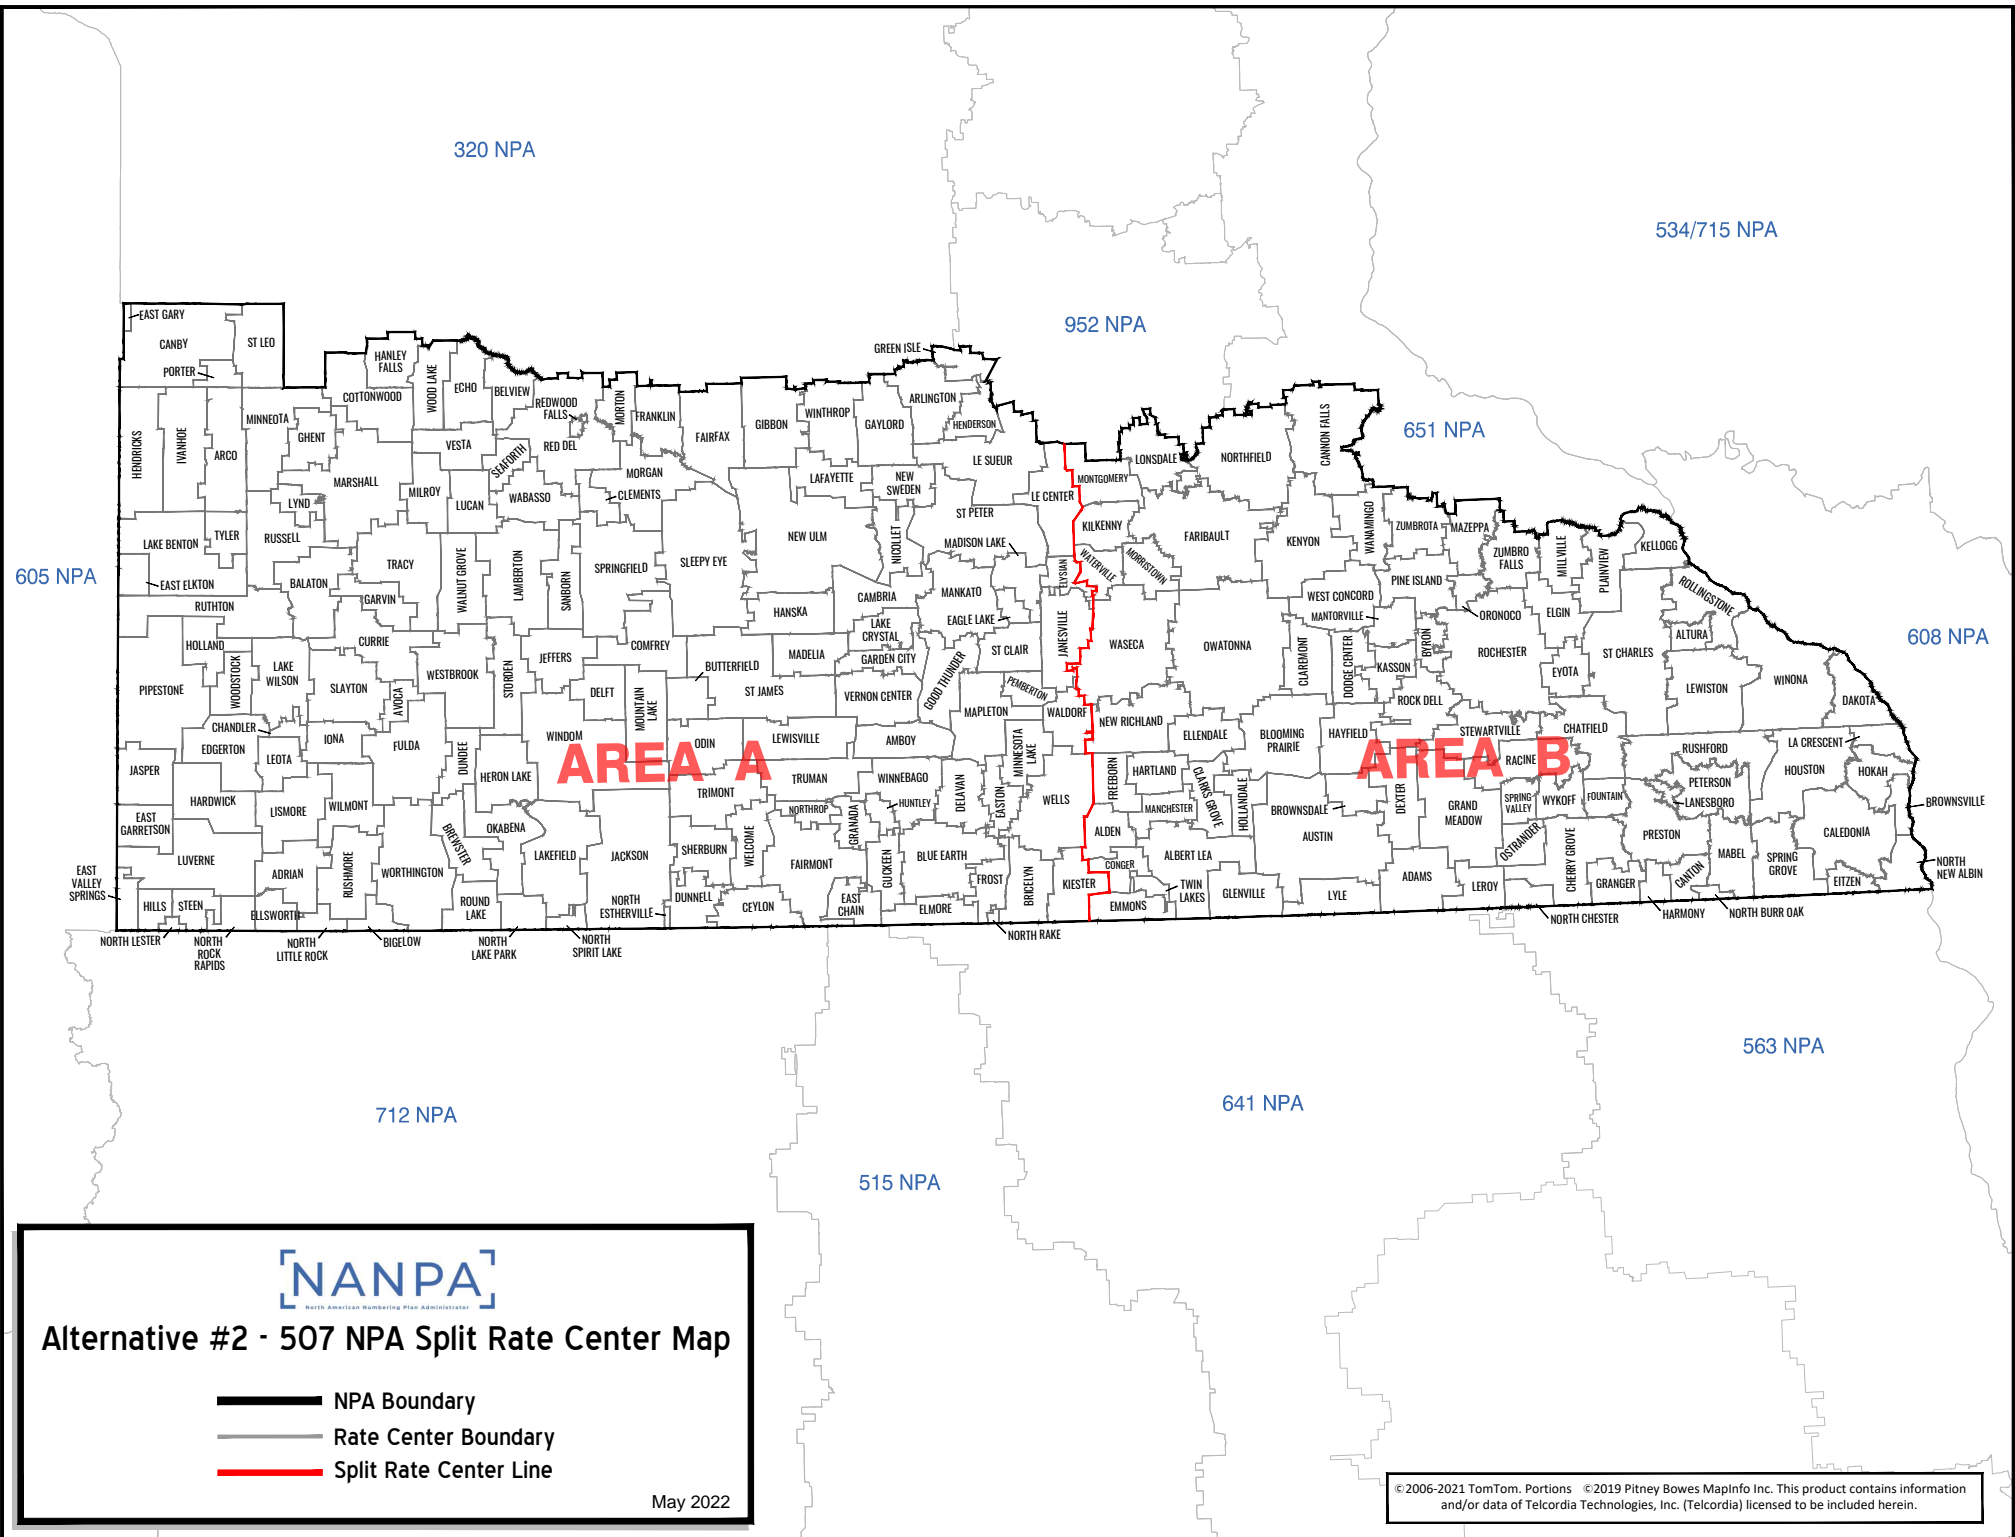 320 NPA
534/715 NPA
952 NPA
651 NPA
605 NPA
608 NPA
712 NPA
515 NPA
641 NPA
563 NPA
EAST GARY
CANBY
ST LEO
PORTER
HANLEY
FALLS
WOOD LAKE
ECHO
COTTONWOOD
BELVIEW
REDWOOD
FALLS
MORTON
FRANKLIN
FAIRFAX
GIBBON
WINTHROP
GAYLORD
GREEN ISLE
ARLINGTON
HENDERSON
LE SUEUR
HENDRICKS
IVANHOE
ARCO
MINNEOTA
GHENT
MARSHALL
VESTA
SEAFORTH
RED DEL
MORGAN
CLEMENTS
WABASSO
LUCAN
MILROY
LYND
RUSSELL
TYLER
LAKE BENTON
EAST ELKTON
RUTHTON
BALATON
TRACY
GARVIN
WALNUT GROVE
LAMBERTON
SANBORN
SPRINGFIELD
SLEEPY EYE
NEW ULM
LAFAYETTE
NEW
SWEDEN
NICOLLET
ST PETER
LE CENTER
MADISON LAKE
MANKATO
CAMBRIA
HANSKA
EAGLE LAKE
ELYSIAN
JANESVILLE
ST CLAIR
LAKE
CRYSTAL
GARDEN CITY
GOOD THUNDER
PEMBERTON
MADELIA
VERNON CENTER
MAPLETON
WALDORF
HOLLAND
WOODSTOCK
LAKE
WILSON
CURRIE
SLAYTON
AVOCA
WESTBROOK
STORDEN
JEFFERS
COMFREY
BUTTERFIELD
ST JAMES
DELFT
MOUNTAIN
LAKE
WINDOM
PIPESTONE
CHANDLER
EDGERTON
LEOTA
IONA
FULDA
DUNDEE
HERON LAKE
AREA A
ODIN
LEWISVILLE
AMBOY
MINNESOTA
LAKE
JASPER
HARDWICK
LISMORE
WILMONT
TRIMONT
TRUMAN
WINNEBAGO
NORTHROP
GRANADA
HUNTLEY
DELAVAN
EASTON
WELLS
EAST
GARRETSON
LUVERNE
ADRIAN
RUSHMORE
WORTHINGTON
BREWSTER
OKABENA
LAKEFIELD
JACKSON
SHERBURN
WELCOME
FAIRMONT
GUCKEEN
BLUE EARTH
FROST
BRICELYN
KIESTER
EAST
VALLEY
SPRINGS
HILLS
STEEN
ELLSWORTH
ROUND
LAKE
NORTH
ESTHERVILLE
DUNNELL
CEYLON
EAST
CHAIN
ELMORE
NORTH LESTER
NORTH
ROCK
RAPIDS
NORTH
LITTLE ROCK
BIGELOW
NORTH
LAKE PARK
NORTH
SPIRIT LAKE
NORTH RAKE
MONTGOMERY
LONSDALE
NORTHFIELD
CANNON FALLS
KILKENNY
FARIBAULT
KENYON
WANAMINGO
ZUMBROTA
MAZEPPA
ZUMBRO
FALLS
MILLVILLE
PLAINVIEW
KELLOGG
WATERVILLE
MORRISTOWN
PINE ISLAND
WEST CONCORD
MANTORVILLE
ORONOCO
ELGIN
ROLLINGSTONE
ALTURA
WASECA
OWATONNA
CLAREMONT
DODGE CENTER
KASSON
BYRON
ROCHESTER
EYOTA
ST CHARLES
LEWISTON
WINONA
DAKOTA
ROCK DELL
NEW RICHLAND
ELLENDALE
BLOOMING
PRAIRIE
HAYFIELD
STEWARTVILLE
CHATFIELD
AREA B
RACINE
RUSHFORD
LA CRESCENT
HOUSTON
HOKAH
PETERSON
LANESBORO
BROWNSVILLE
FREEBORN
HARTLAND
CLARKS GROVE
HOLLANDALE
MANCHESTER
BROWNSDALE
DEXTER
GRAND
MEADOW
SPRING
VALLEY
WYKOFF
FOUNTAIN
ALDEN
ALBERT LEA
AUSTIN
OSTRANDER
CHERRY GROVE
PRESTON
MABEL
SPRING
GROVE
CALEDONIA
CONGER
TWIN
LAKES
EMMONS
GLENVILLE
LYLE
ADAMS
LEROY
GRANGER
CANTON
EITZEN
NORTH
NEW ALBIN
NORTH CHESTER
HARMONY
NORTH BURR OAK
NANPA
North American Numbering Plan Administrator
Alternative #2 - 507 NPA Split Rate Center Map
NPA Boundary
Rate Center Boundary
Split Rate Center Line
May 2022
©2006-2021 TomTom. Portions ©2019 Pitney Bowes MapInfo Inc. This product contains information
and/or data of Telcordia Technologies, Inc. (Telcordia) licensed to be included herein.